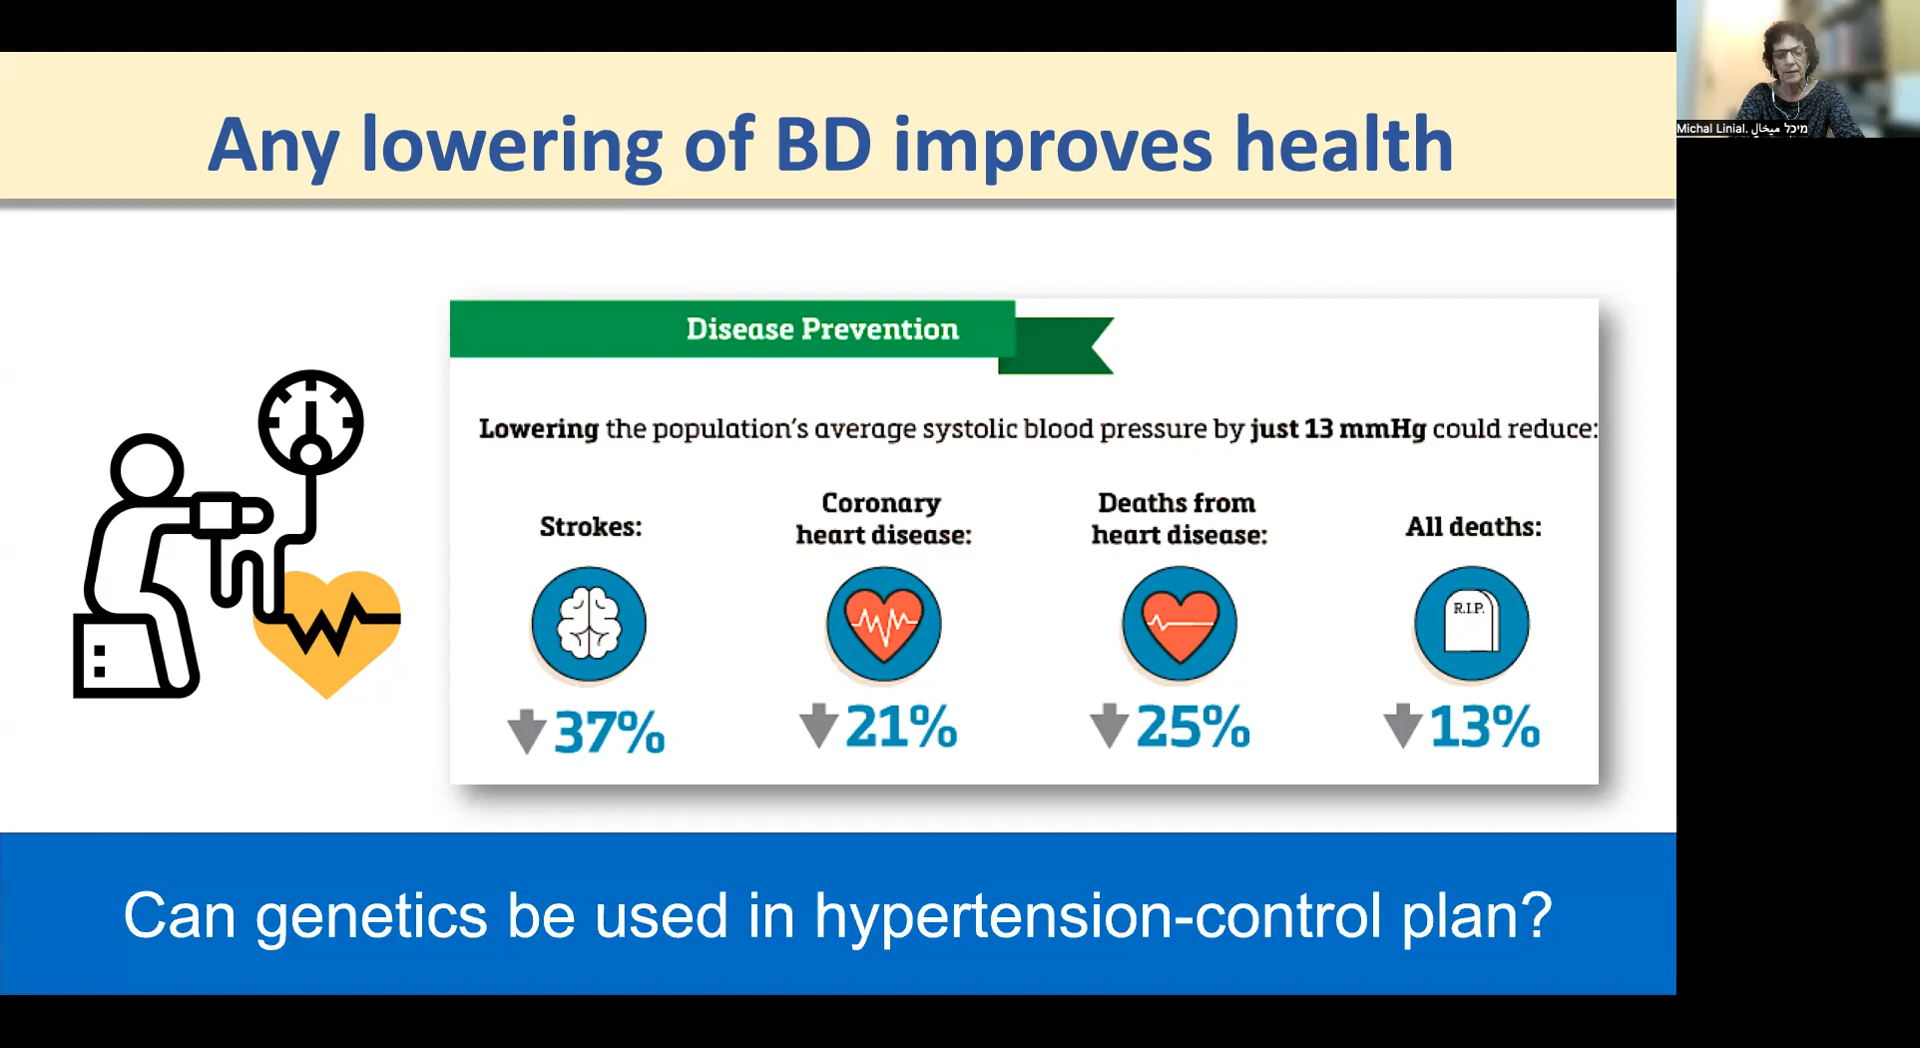 Any lowering of BD improves health
Michal Linial. מיכל ميخال
Disease Prevention
Lowering the population's average systolic blood pressure by just 13 mmHg could reduce:
Strokes:
37%
Coronary
heart disease:
21%
Deaths from
heart disease:
25%
All deaths:
R.I.P.
13%
Can genetics be used in hypertension-control plan?